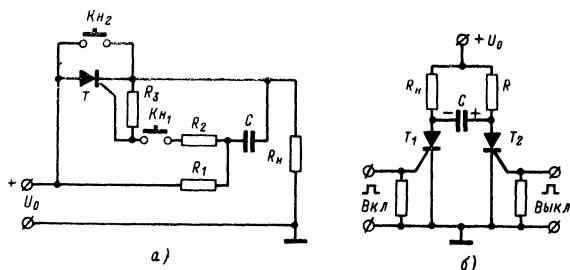 Кн₂
T
R₃
Кн₁
R₂
C
R₁
Rн
+
U₀
а)
+ U₀
Rн
C
R
− +
T₁
T₂
Вкл
Выкл
б)